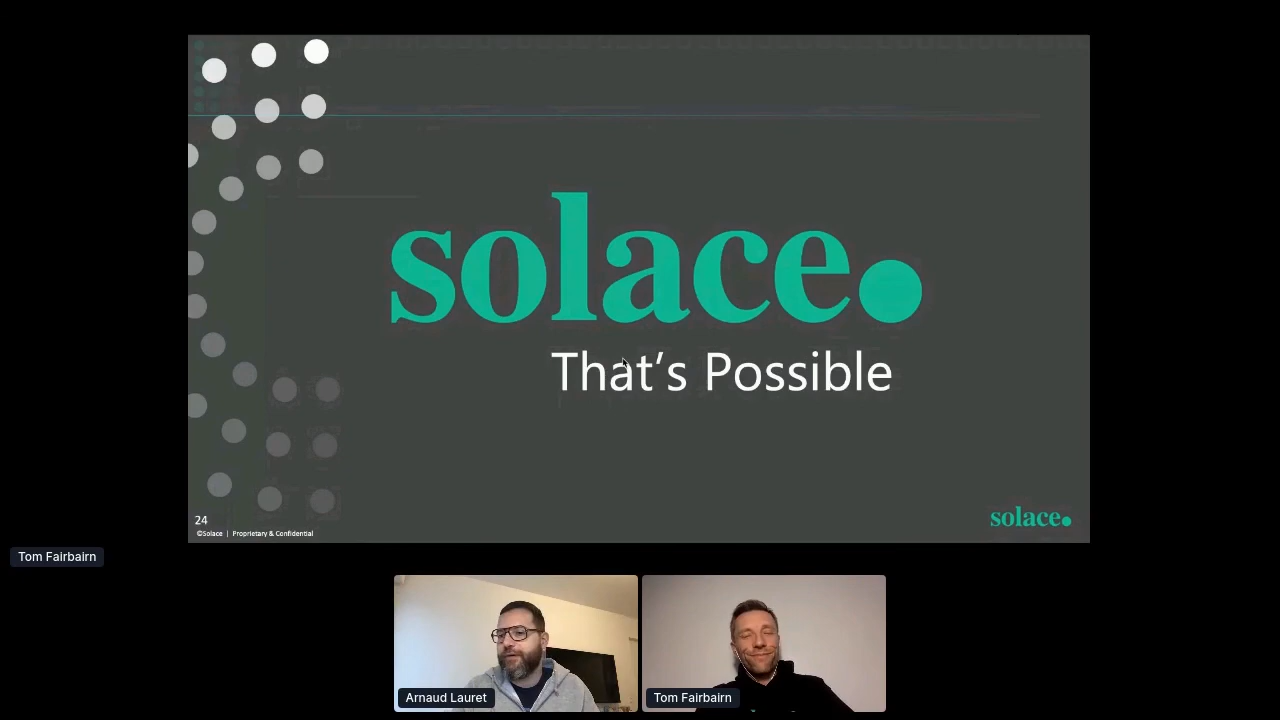 solace.
That's Possible
24
©Solace | Proprietary & Confidential
solace.
Tom Fairbairn
Arnaud Lauret
Tom Fairbairn